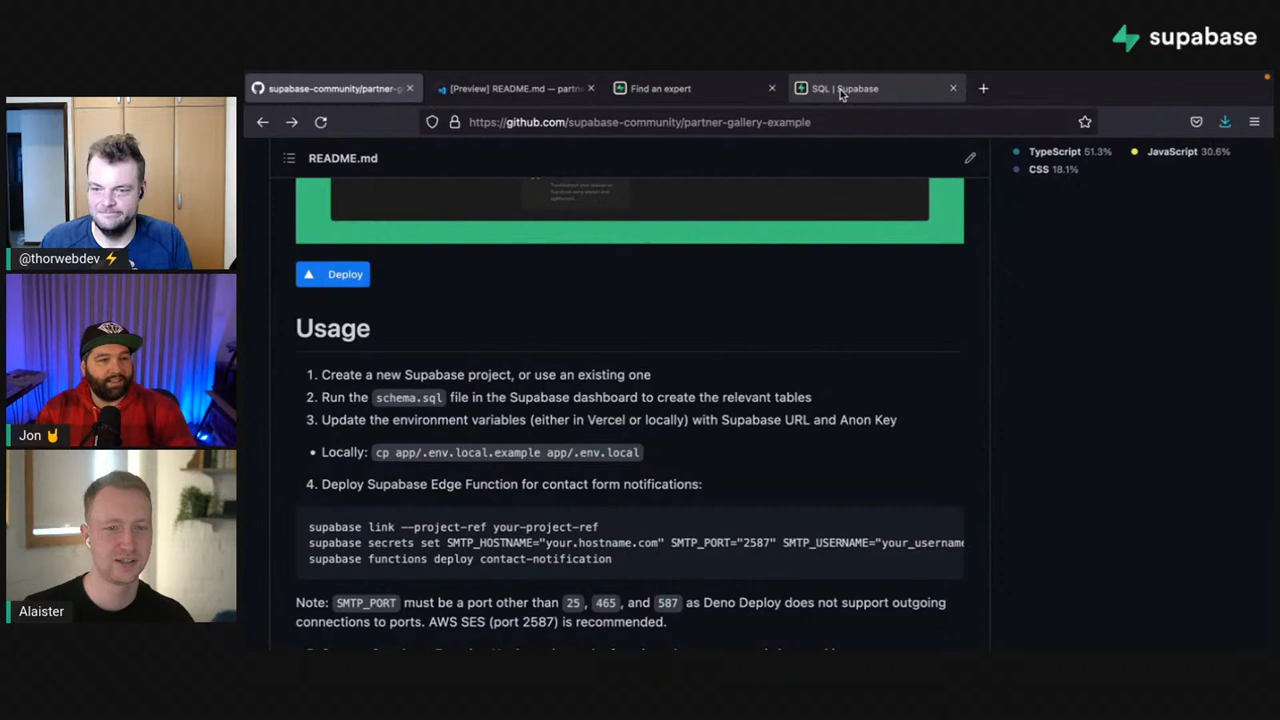 supabase
supabase-community/partner-g
[Preview] README.md — partne
Find an expert
SQL | Supabase
https://github.com/supabase-community/partner-gallery-example
README.md
TypeScript 51.3%
JavaScript 30.6%
CSS 18.1%
Deploy
Usage
1. Create a new Supabase project, or use an existing one
2. Run the schema.sql file in the Supabase dashboard to create the relevant tables
3. Update the environment variables (either in Vercel or locally) with Supabase URL and Anon Key
• Locally: cp app/.env.local.example app/.env.local
4. Deploy Supabase Edge Function for contact form notifications:
supabase link --project-ref your-project-ref
supabase secrets set SMTP_HOSTNAME="your.hostname.com" SMTP_PORT="2587" SMTP_USERNAME="your_username
supabase functions deploy contact-notification
Note: SMTP_PORT must be a port other than 25, 465, and 587 as Deno Deploy does not support outgoing
connections to ports. AWS SES (port 2587) is recommended.
@thorwebdev ⚡
Jon 🤘
Alaister